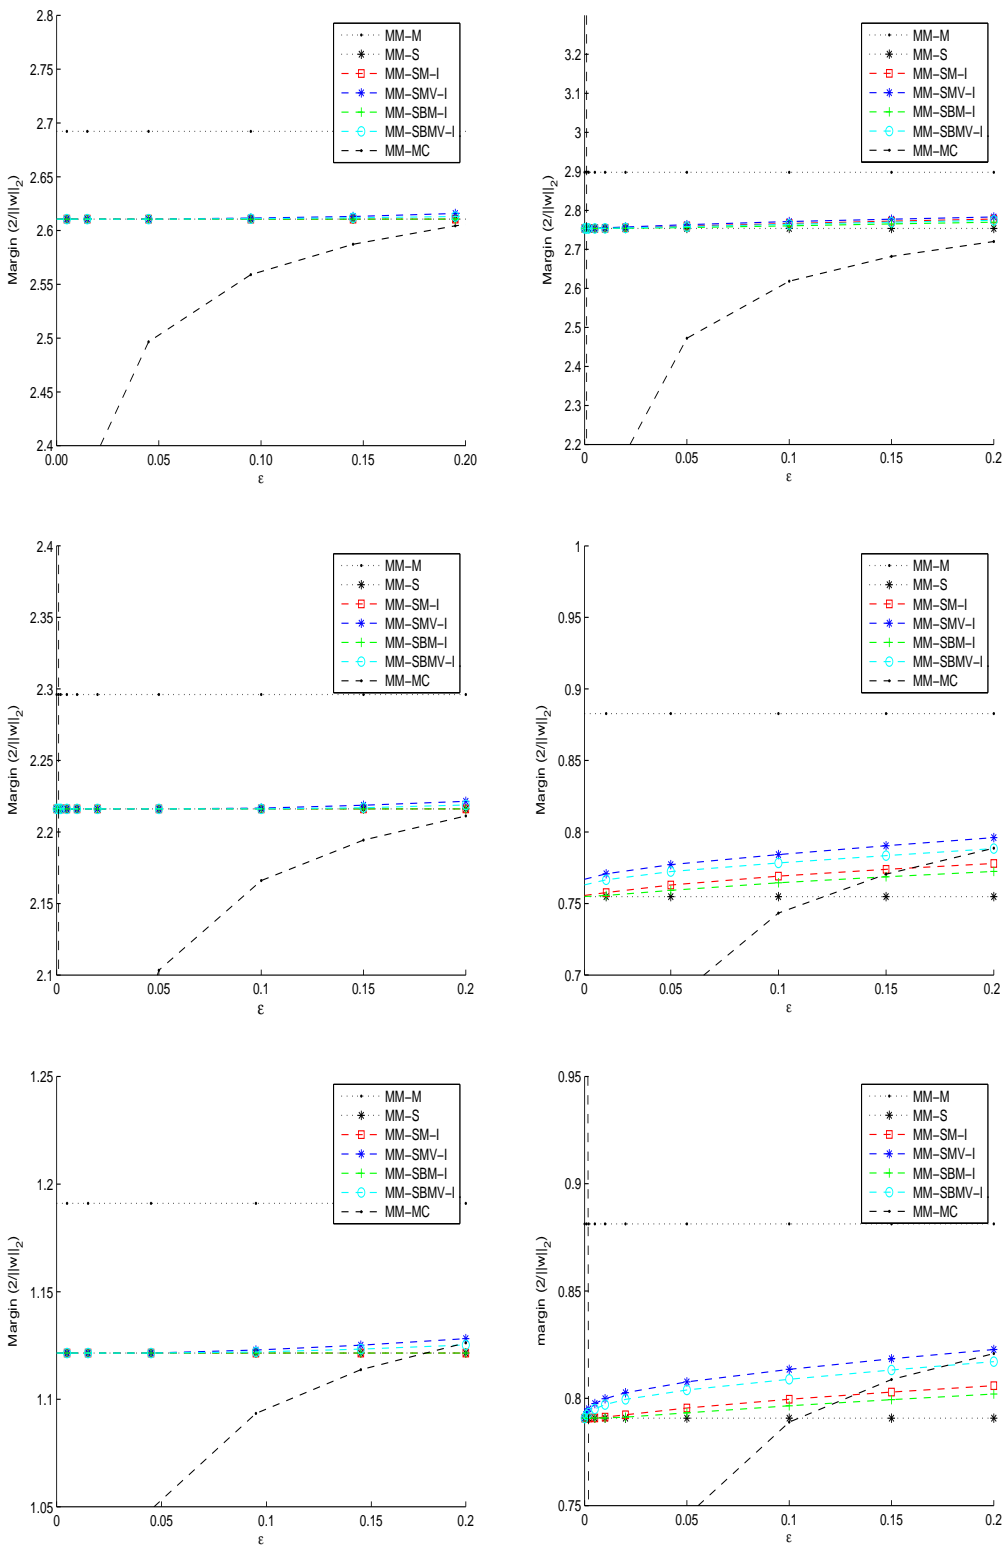 2.8
2.75
2.7
2.65
2.6
2.55
2.5
2.45
2.4
0.00 0.05 0.10 0.15 0.20
ε
Margin (2/||w||₂)
MM-M
MM-S
MM-SM-I
MM-SMV-I
MM-SBM-I
MM-SBMV-I
MM-MC
3.2
3.1
3
2.9
2.8
2.7
2.6
2.5
2.4
2.3
2.2
0 0.05 0.1 0.15 0.2
ε
Margin (2/||w||₂)
MM-M
MM-S
MM-SM-I
MM-SMV-I
MM-SBM-I
MM-SBMV-I
MM-MC
2.4
2.35
2.3
2.25
2.2
2.15
2.1
0 0.05 0.1 0.15 0.2
ε
Margin (2/||w||₂)
MM-M
MM-S
MM-SM-I
MM-SMV-I
MM-SBM-I
MM-SBMV-I
MM-MC
1
0.95
0.9
0.85
0.8
0.75
0.7
0 0.05 0.1 0.15 0.2
ε
Margin (2/||w||₂)
MM-M
MM-S
MM-SM-I
MM-SMV-I
MM-SBM-I
MM-SBMV-I
MM-MC
1.25
1.2
1.15
1.1
1.05
0 0.05 0.1 0.15 0.2
ε
Margin (2/||w||₂)
MM-M
MM-S
MM-SM-I
MM-SMV-I
MM-SBM-I
MM-SBMV-I
MM-MC
0.95
0.9
0.85
0.8
0.75
0 0.05 0.1 0.15 0.2
ε
margin (2/||w||₂)
MM-M
MM-S
MM-SM-I
MM-SMV-I
MM-SBM-I
MM-SBMV-I
MM-MC